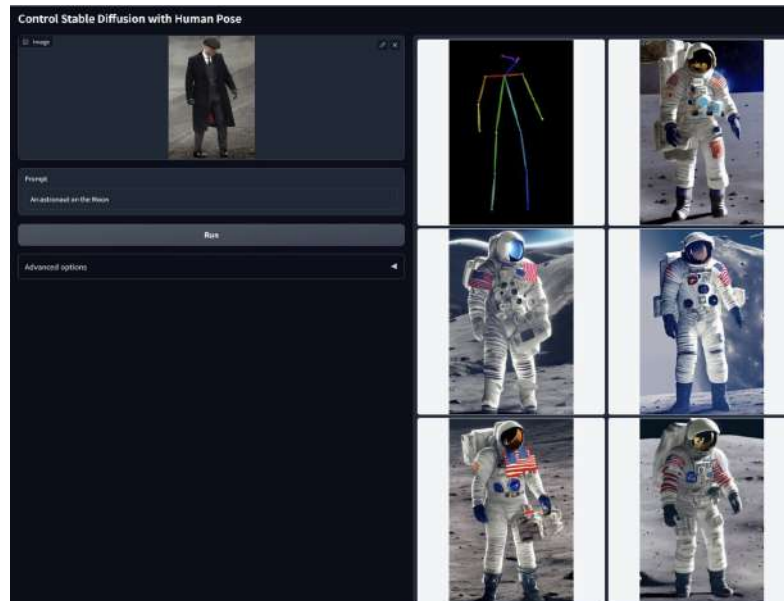 Control Stable Diffusion with Human Pose
Image
Prompt
An astronaut on the Moon
Run
Advanced options